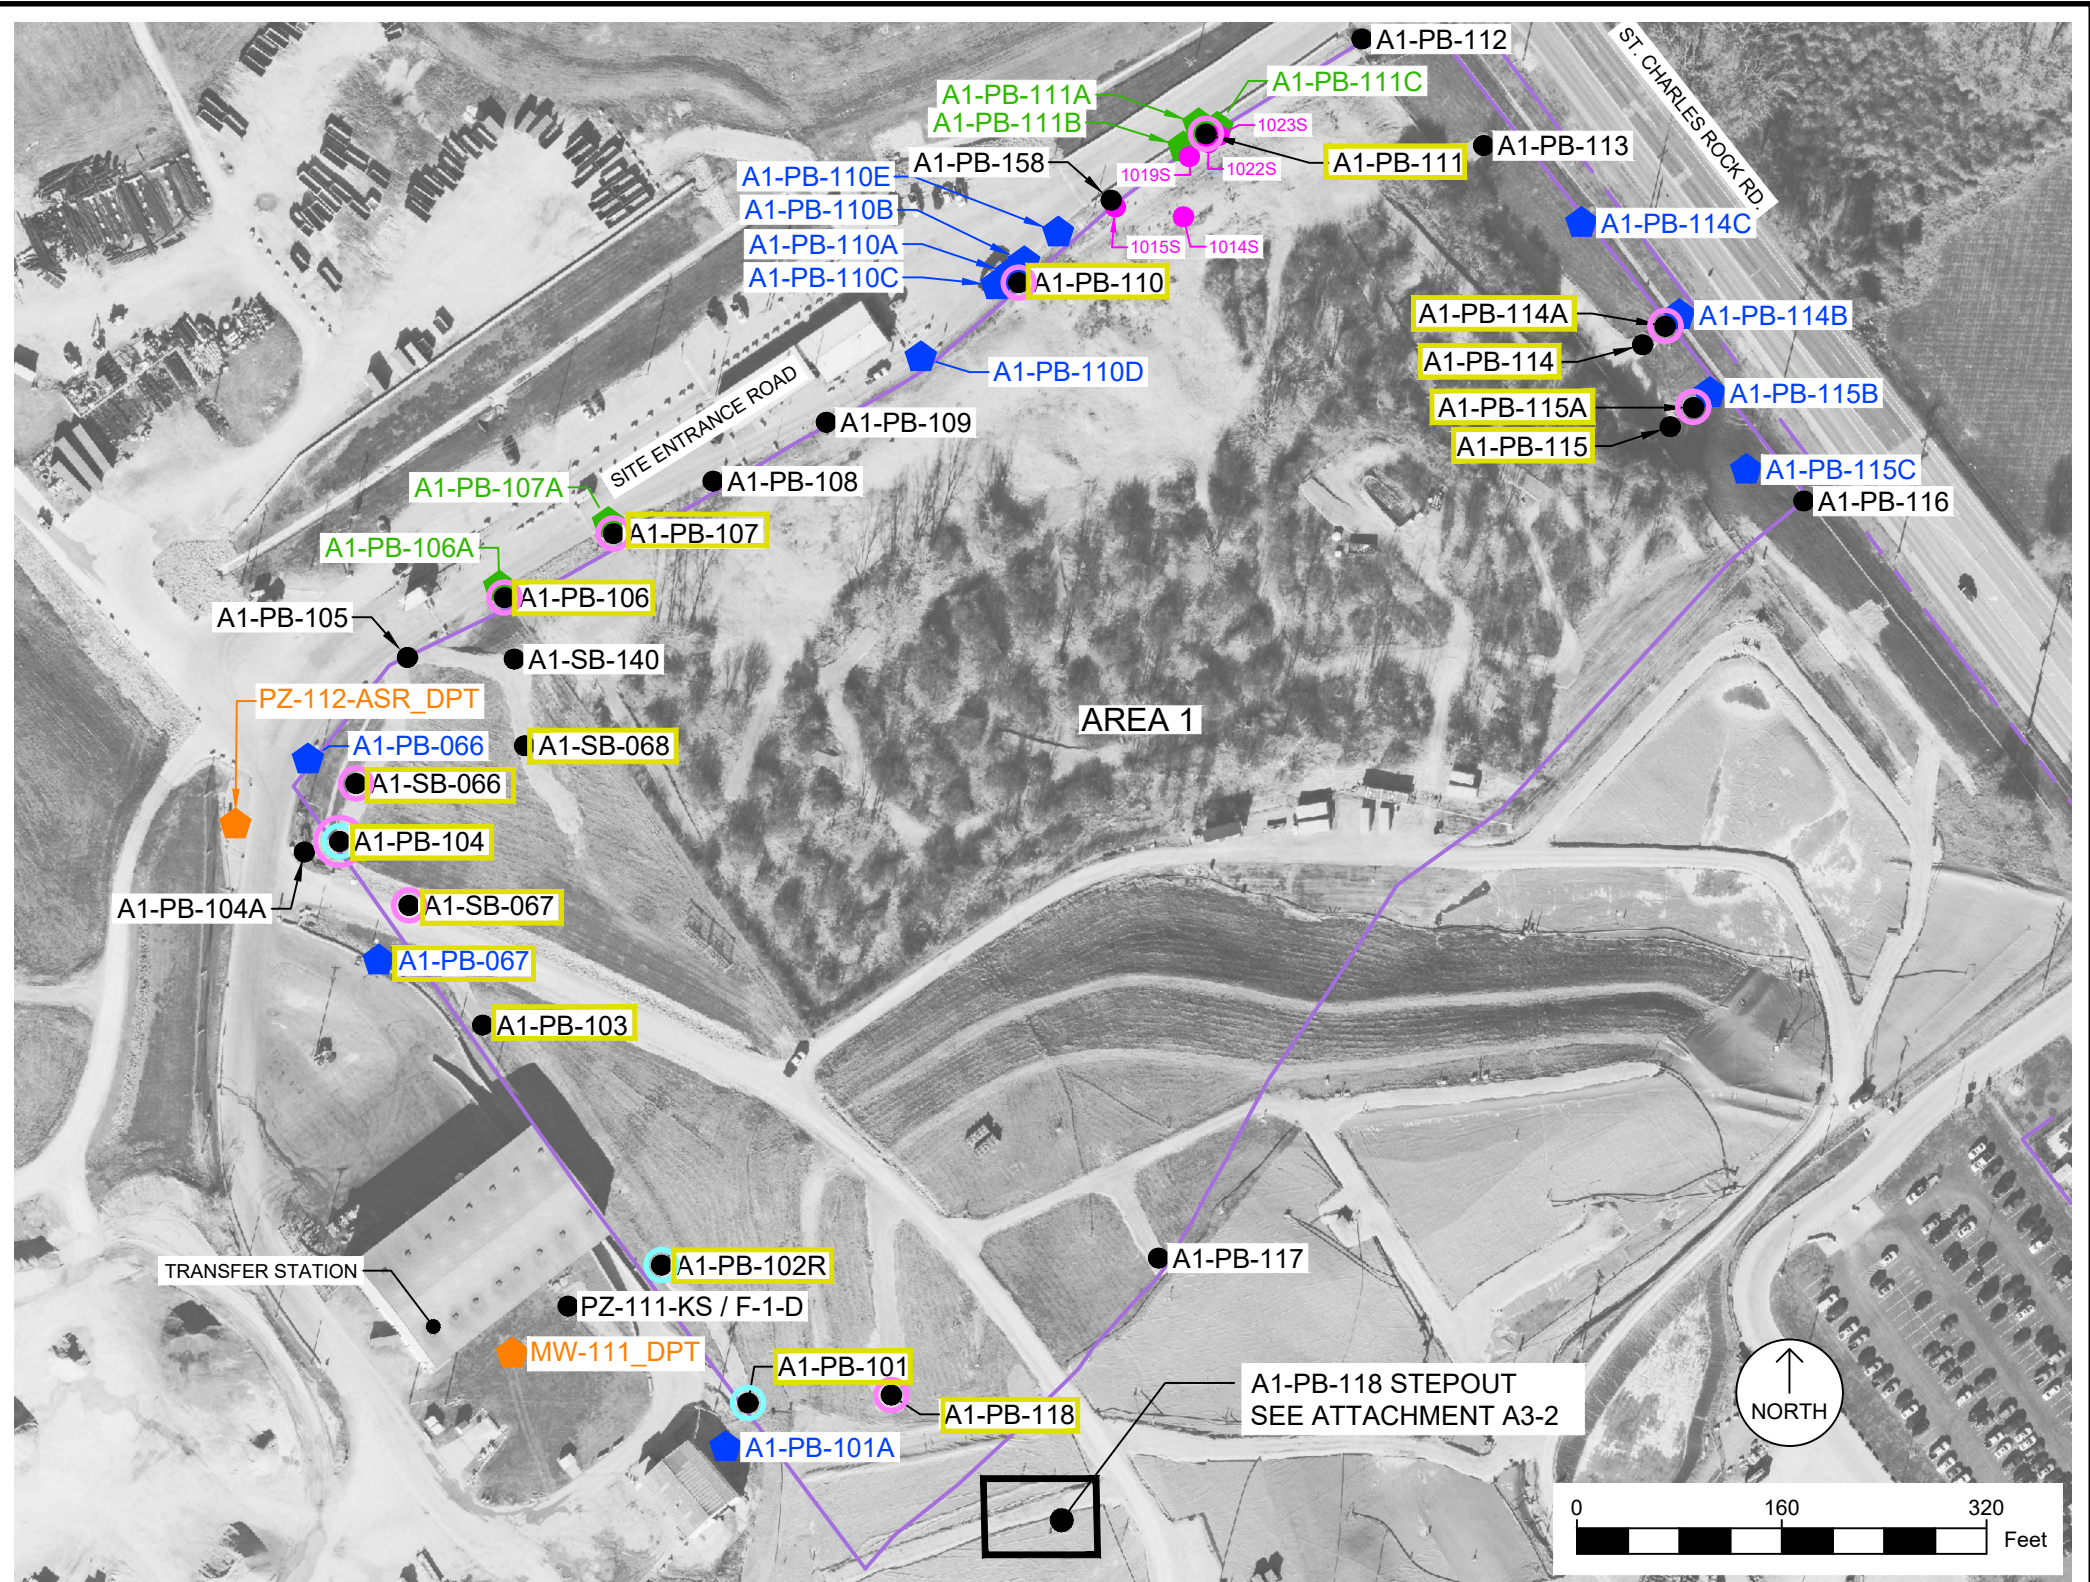 A1-PB-112
ST. CHARLES ROCK RD.
A1-PB-111A
A1-PB-111C
A1-PB-111B
1023S
A1-PB-113
A1-PB-158
A1-PB-111
1019S
1022S
A1-PB-110E
A1-PB-110B
A1-PB-114C
A1-PB-110A
1015S
1014S
A1-PB-110C
A1-PB-110
A1-PB-114A
A1-PB-114B
A1-PB-114
A1-PB-110D
A1-PB-115B
A1-PB-115A
SITE ENTRANCE ROAD
A1-PB-109
A1-PB-115
A1-PB-115C
A1-PB-108
A1-PB-107A
A1-PB-116
A1-PB-107
A1-PB-106A
A1-PB-106
A1-PB-105
A1-SB-140
PZ-112-ASR_DPT
AREA 1
A1-PB-066
A1-SB-068
A1-SB-066
A1-PB-104
A1-PB-104A
A1-SB-067
A1-PB-067
A1-PB-103
A1-PB-117
A1-PB-102R
TRANSFER STATION
PZ-111-KS / F-1-D
MW-111_DPT
A1-PB-101
A1-PB-118 STEPOUT
SEE ATTACHMENT A3-2
A1-PB-118
NORTH
A1-PB-101A
0 160 320
Feet